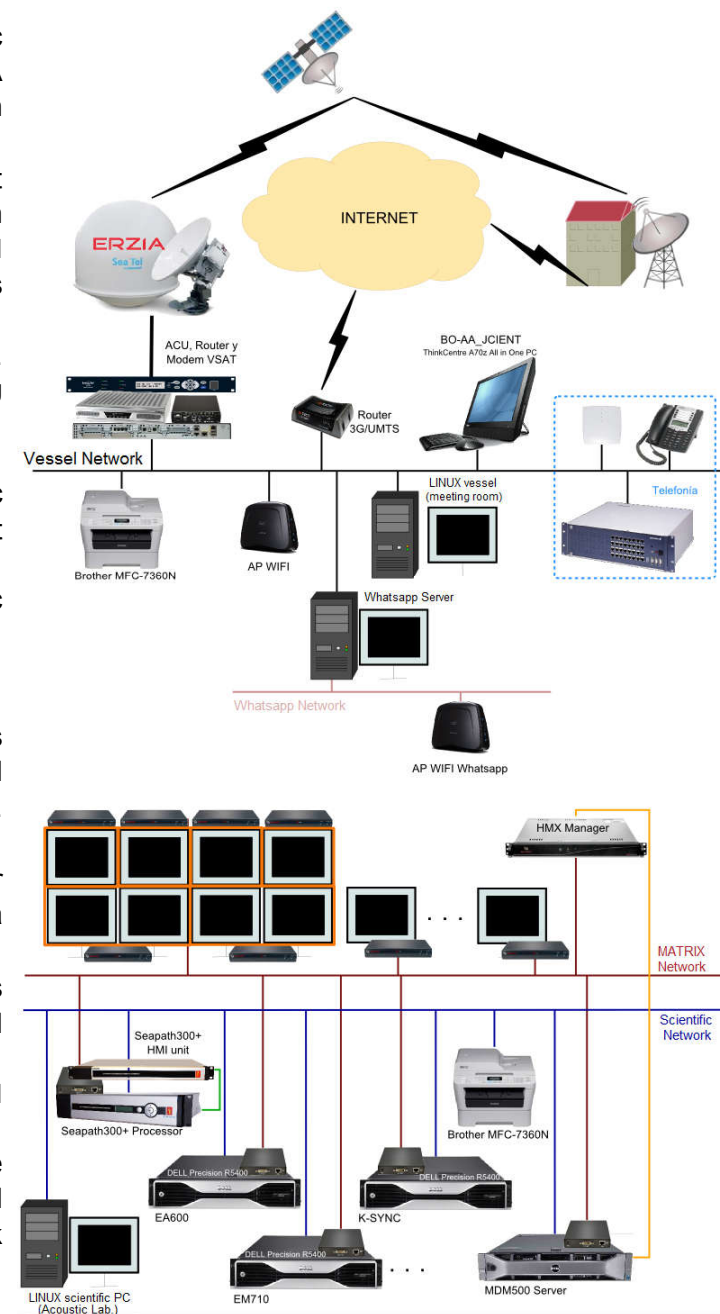 INTERNET
ERZIA
Sea Tel
ACU, Router y
Modem VSAT
BO-AA_JCIENT
ThinkCentre A70z All in One PC
Router
3G/UMTS
Vessel Network
Telefonía
LINUX vessel
(meeting room)
Brother MFC-7360N
AP WIFI
Whatsapp Server
Whatsapp Network
AP WIFI Whatsapp
HMX Manager
MATRIX
Network
Scientific
Network
Seapath300+
HMI unit
Seapath300+ Processor
Brother MFC-7360N
DELL Precision R5400
DELL Precision R5400
EA600
K-SYNC
DELL Precision R5400
EM710
MDM500 Server
LINUX scientific PC
(Acoustic Lab.)